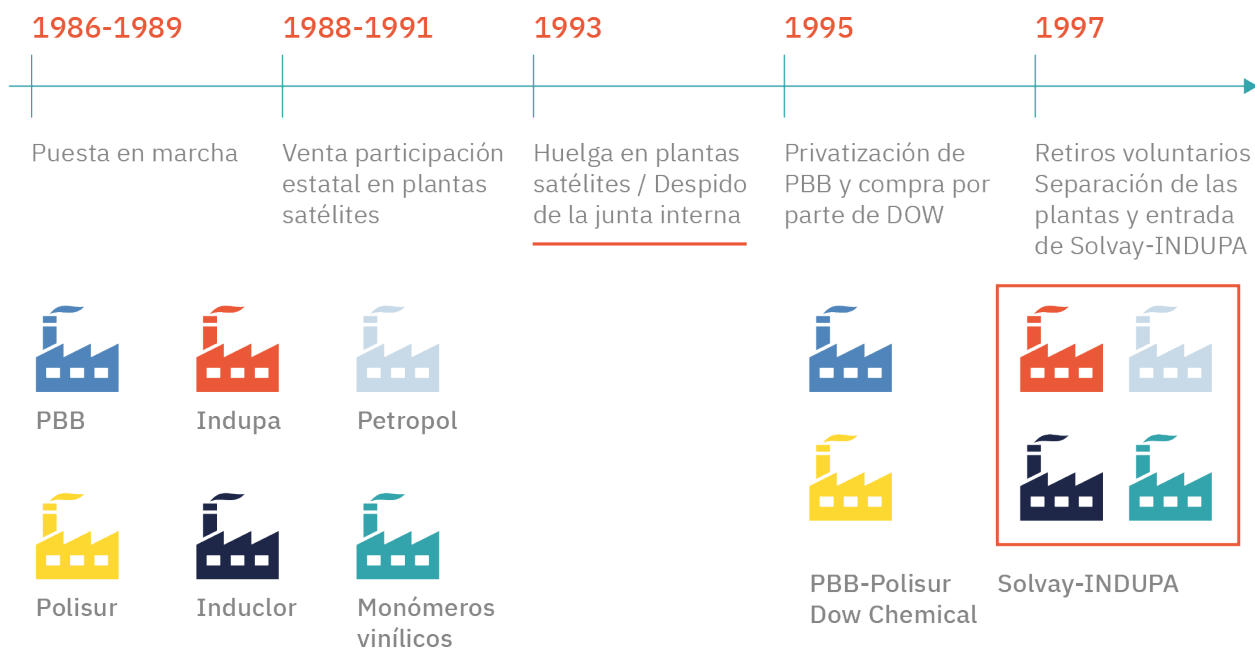 1986-1989
Puesta en marcha
1988-1991
Venta participación
estatal en plantas
satélites
1993
Huelga en plantas
satélites / Despido
de la junta interna
1995
Privatización de
PBB y compra por
parte de DOW
1997
Retiros voluntarios
Separación de las
plantas y entrada
de Solvay-INDUPA
PBB
Indupa
Petropol
Polisur
Induclor
Monómeros
vinílicos
PBB-Polisur
Dow Chemical
Solvay-INDUPA